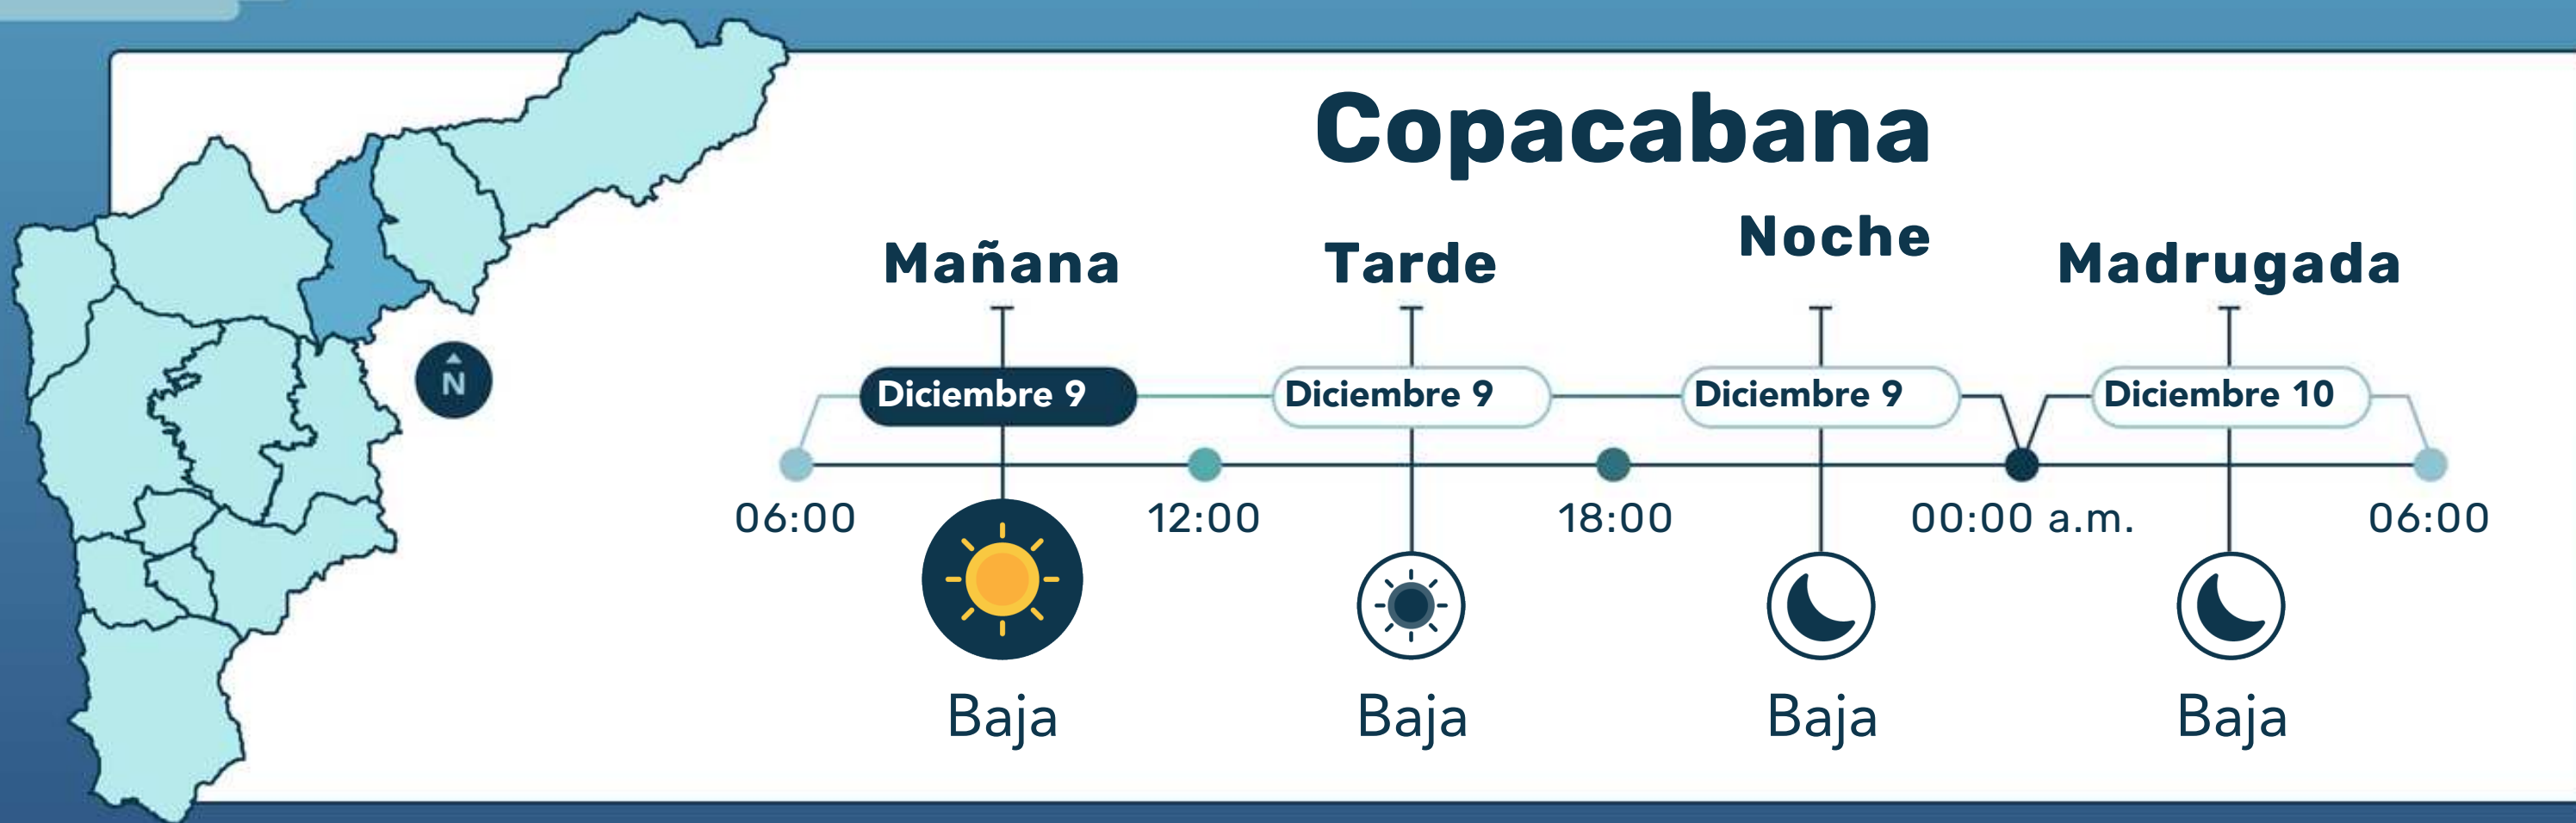 Copacabana
Mañana
Tarde
Noche
Madrugada
Diciembre 9
Diciembre 9
Diciembre 9
Diciembre 10
N
06:00
12:00
18:00
00:00 a.m.
06:00
Baja
Baja
Baja
Baja